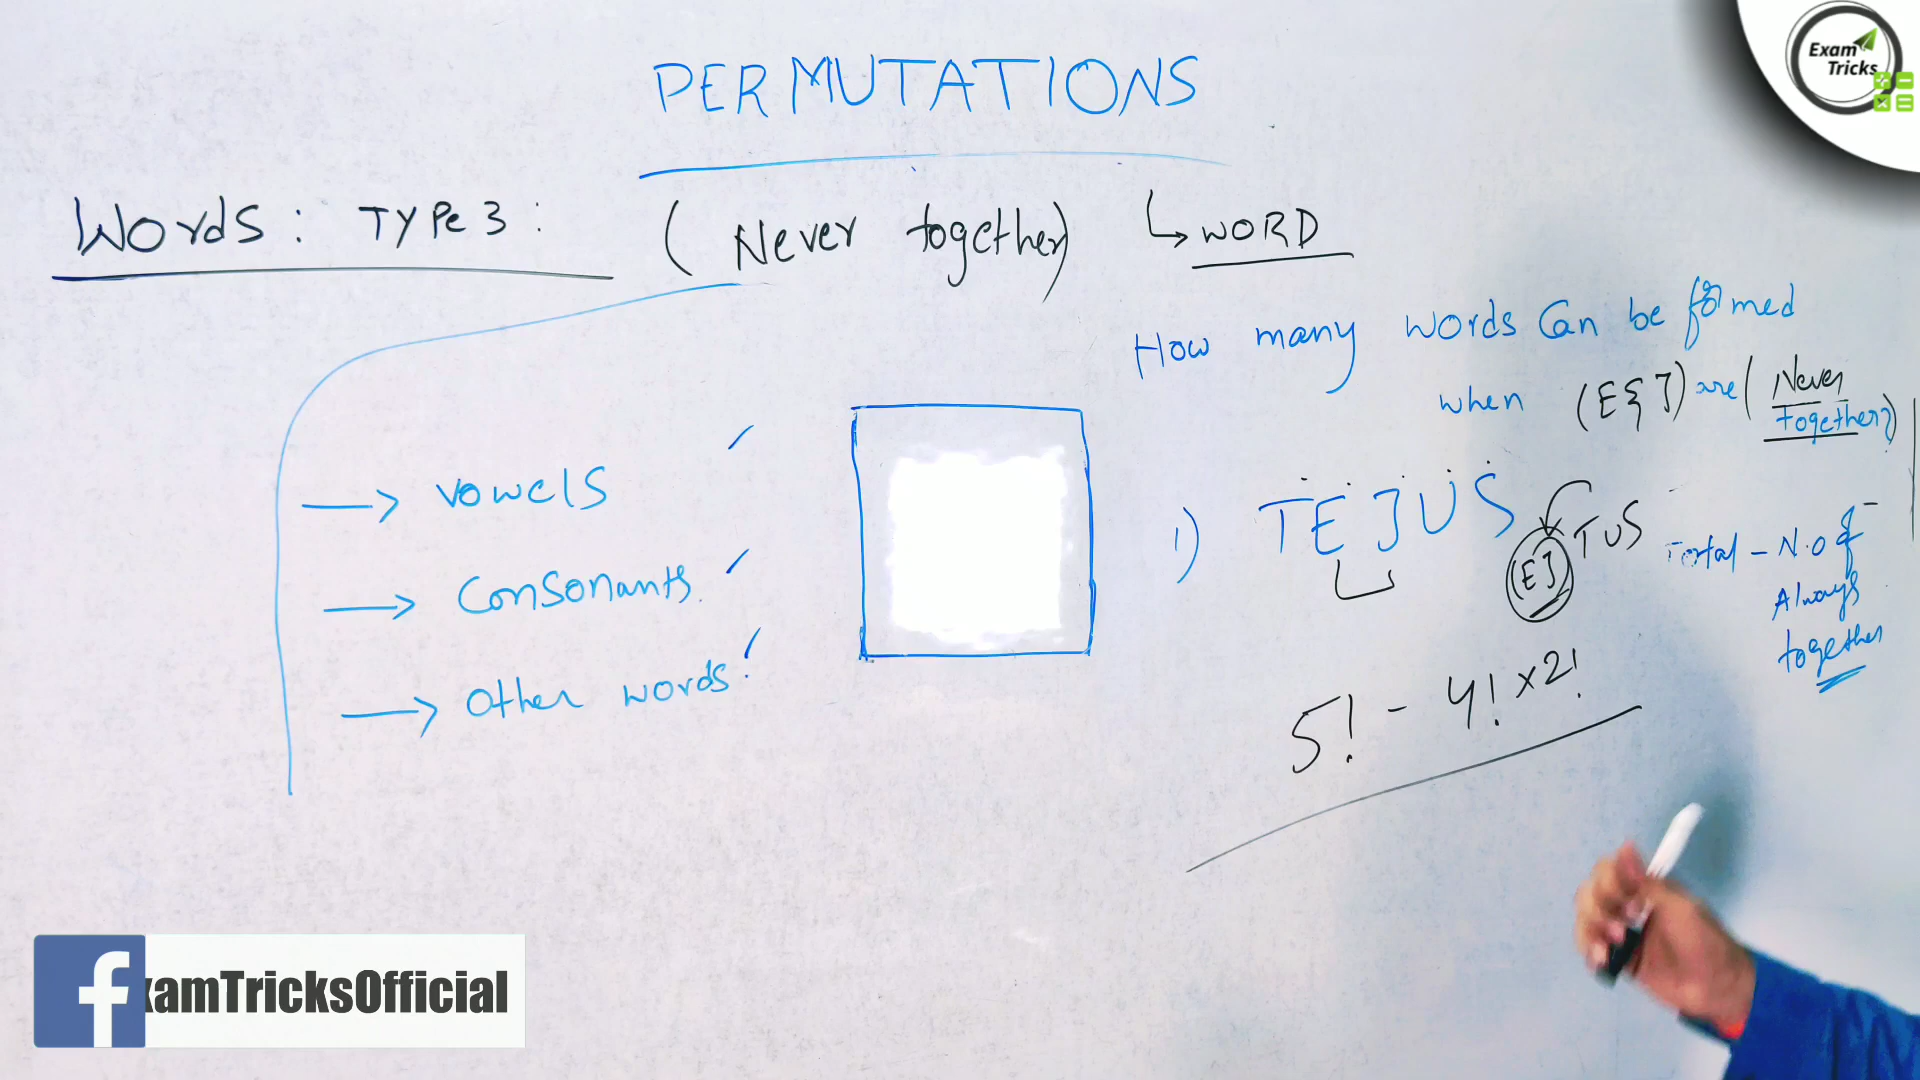 PERMUTATIONS
Words: TYPe 3: (Never together) ↳ WORD
How many words Can be formed
when (E & J) are (Never together)
→ vowels
→ Consonants
→ Other words
1) TEJUS
(EJ) TUS
Total - N.o of
Always
together
5! - 4! x 2!
Exam
Tricks
f xamTricksOfficial